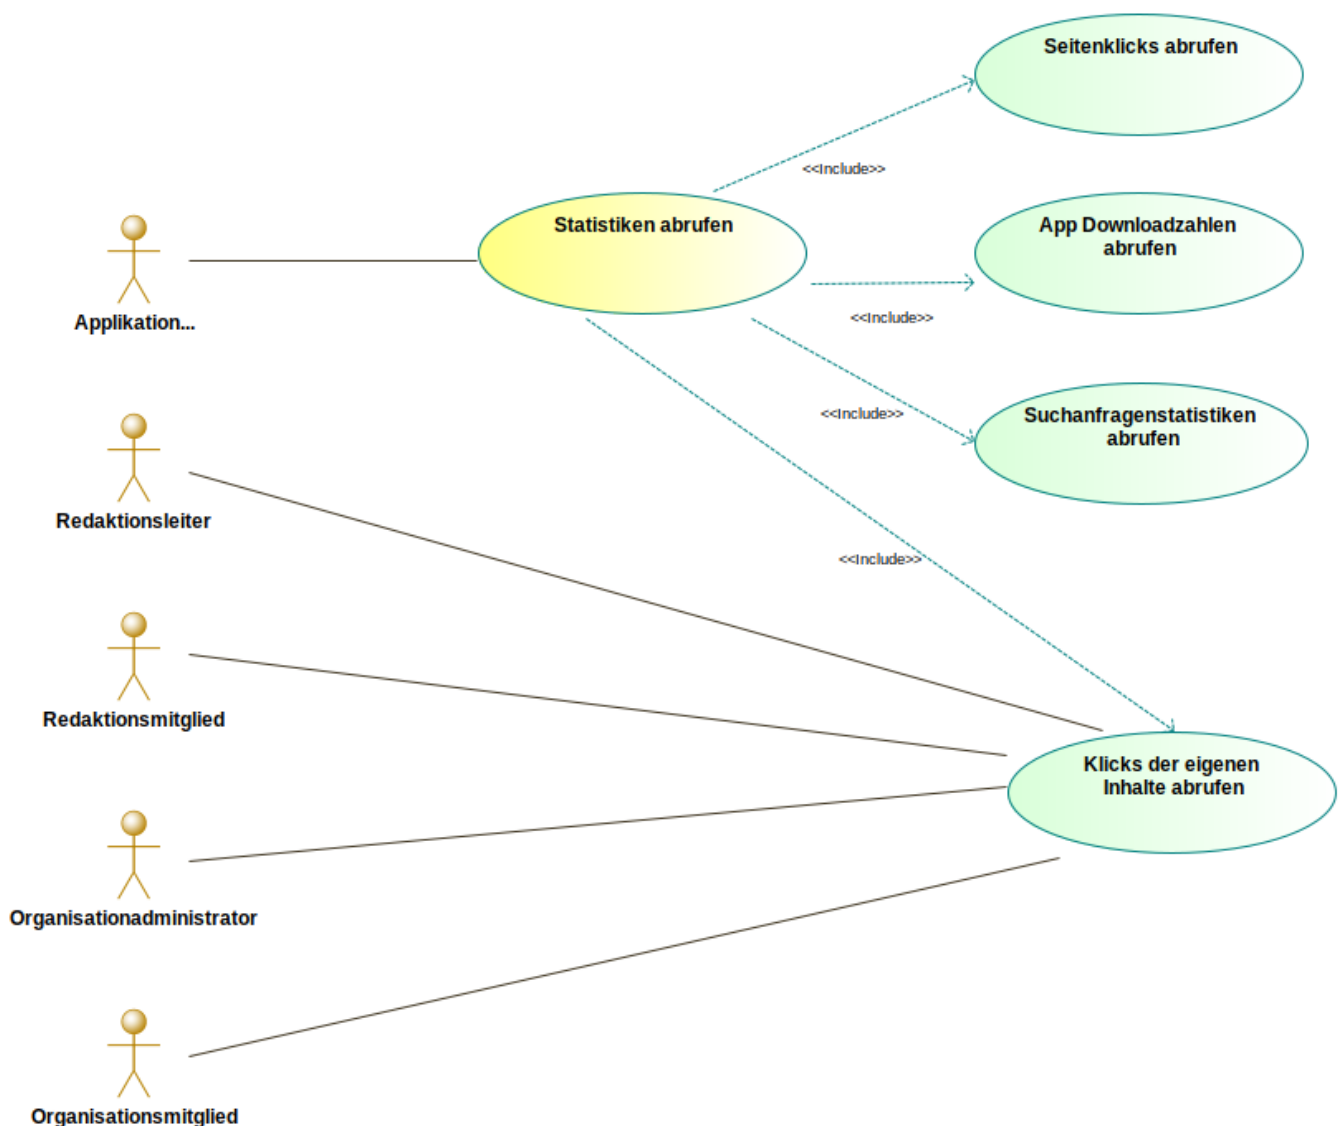 Seitenklicks abrufen
<<Include>>
Statistiken abrufen
App Downloadzahlen
abrufen
<<Include>>
Applikation...
<<Include>>
Suchanfragenstatistiken
abrufen
Redaktionsleiter
<<Include>>
Redaktionsmitglied
Klicks der eigenen
Inhalte abrufen
Organisationadministrator
Organisationsmitglied